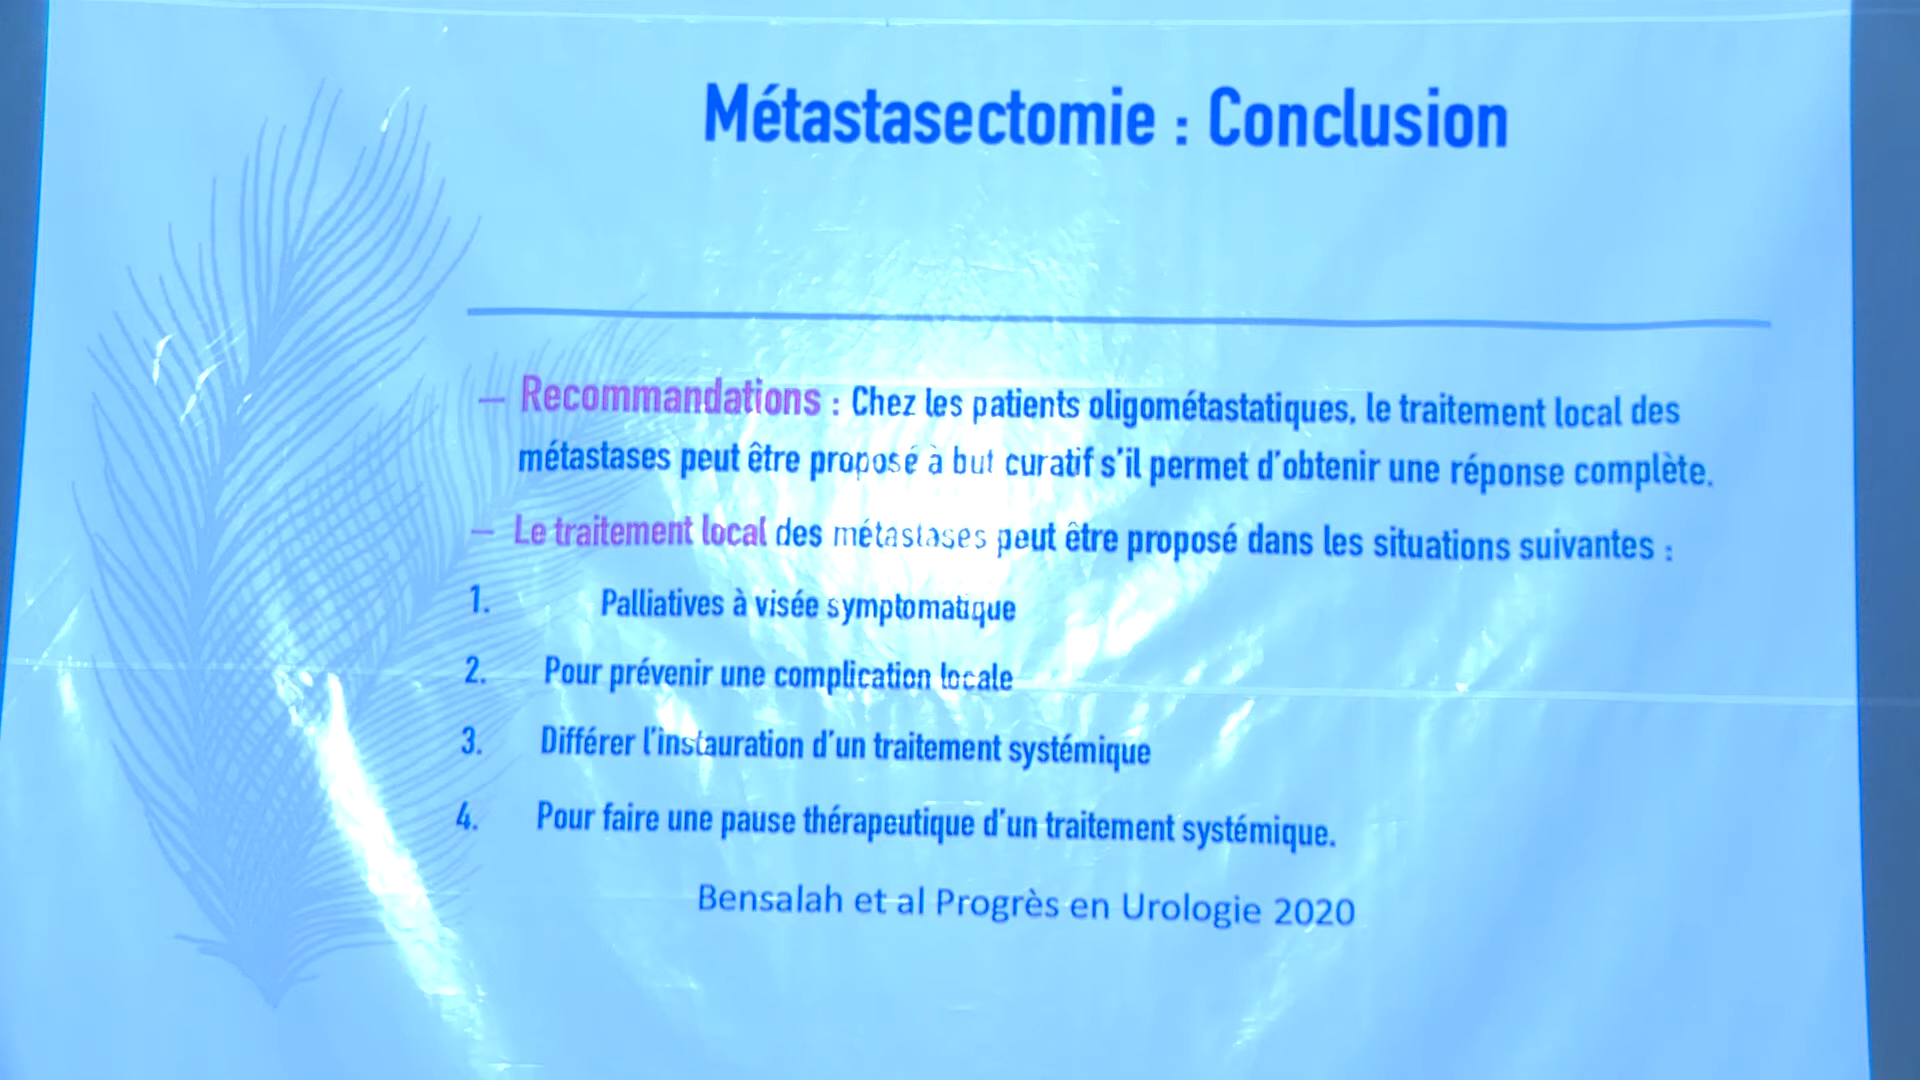 Métastasectomie : Conclusion
– Recommandations : Chez les patients oligométastatiques, le traitement local des
métastases peut être proposé à but curatif s'il permet d'obtenir une réponse complète.
– Le traitement local des métastases peut être proposé dans les situations suivantes :
1. Palliatives à visée symptomatique
2. Pour prévenir une complication locale
3. Différer l'instauration d'un traitement systémique
4. Pour faire une pause thérapeutique d'un traitement systémique.
Bensalah et al Progrès en Urologie 2020